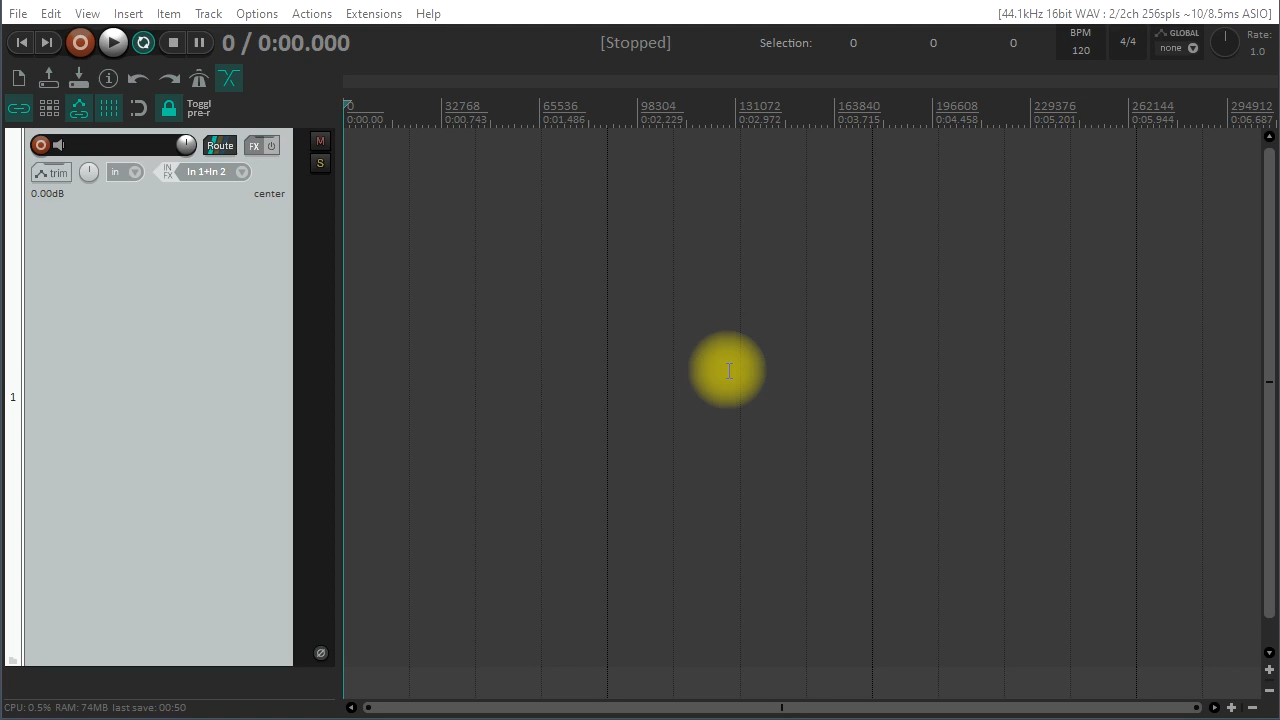 File Edit View Insert Item Track Options Actions Extensions Help [44.1kHz 16bit WAV : 2/2ch 256spls ~10/8.5ms ASIO]
0 / 0:00.000 [Stopped] Selection: 0 0 0 BPM 120 4/4 GLOBAL none Rate: 1.0
Toggl
pre-r
0 32768 65536 98304 131072 163840 196608 229376 262144 294912
0:00.00 0:00.743 0:01.486 0:02.229 0:02.972 0:03.715 0:04.458 0:05.201 0:05.944 0:06.687
Route FX M
trim in IN FX In 1+In 2 S
0.00dB center
1
CPU: 0.5% RAM: 74MB last save: 00:50